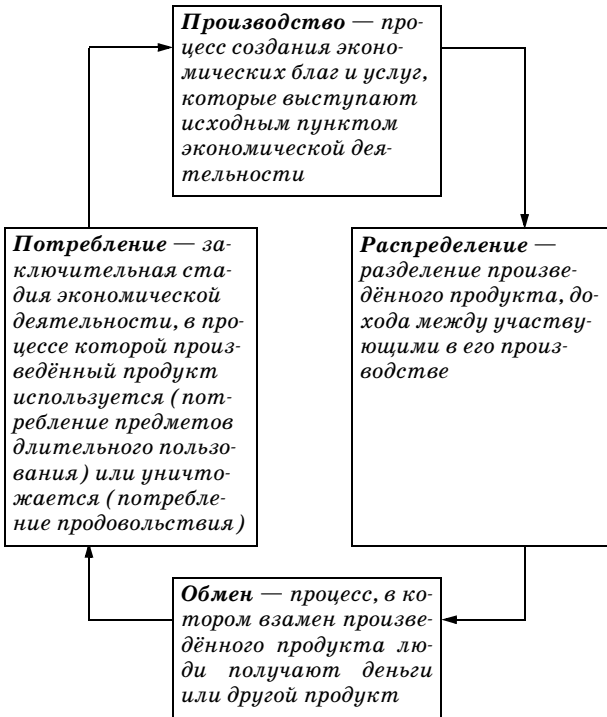 Производство — про-
цесс создания эконо-
мических благ и услуг,
которые выступают
исходным пунктом
экономической дея-
тельности
Потребление — за-
ключительная ста-
дия экономической
деятельности, в про-
цессе которой произ-
ведённый продукт
используется (пот-
ребление предметов
длительного пользо-
вания) или уничто-
жается (потребле-
ние продовольствия)
Распределение —
разделение произве-
дённого продукта, до-
хода между участву-
ющими в его произ-
водстве
Обмен — процесс, в ко-
тором взамен произве-
дённого продукта лю-
ди получают деньги
или другой продукт